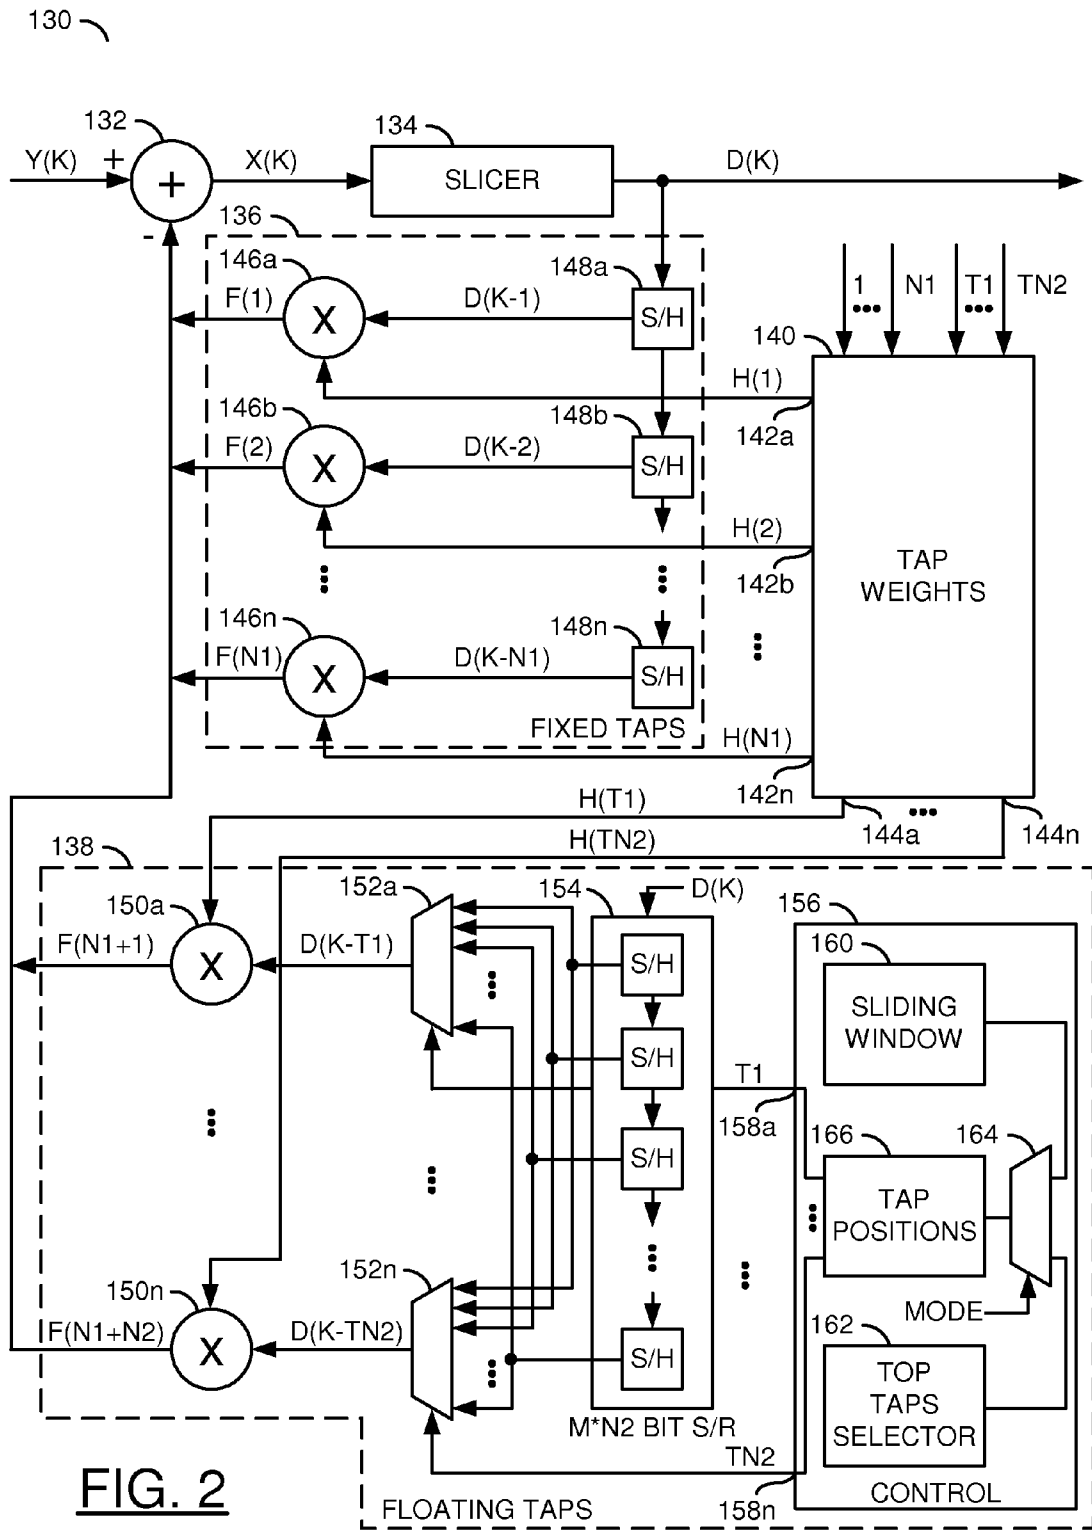 130
132
134
Y(K)
+
+
X(K)
SLICER
D(K)
-
136
146a
148a
F(1)
X
D(K-1)
S/H
1
N1
T1
TN2
140
H(1)
142a
146b
148b
F(2)
X
D(K-2)
S/H
H(2)
142b
TAP
WEIGHTS
146n
148n
F(N1)
X
D(K-N1)
S/H
FIXED TAPS
H(N1)
142n
H(T1)
144a
144n
H(TN2)
138
152a
154
D(K)
150a
156
F(N1+1)
X
D(K-T1)
S/H
160
SLIDING
WINDOW
S/H
T1
158a
S/H
166
164
TAP
POSITIONS
152n
150n
MODE
F(N1+N2)
X
D(K-TN2)
S/H
162
TOP
TAPS
SELECTOR
M*N2 BIT S/R
TN2
158n
CONTROL
FLOATING TAPS
FIG. 2